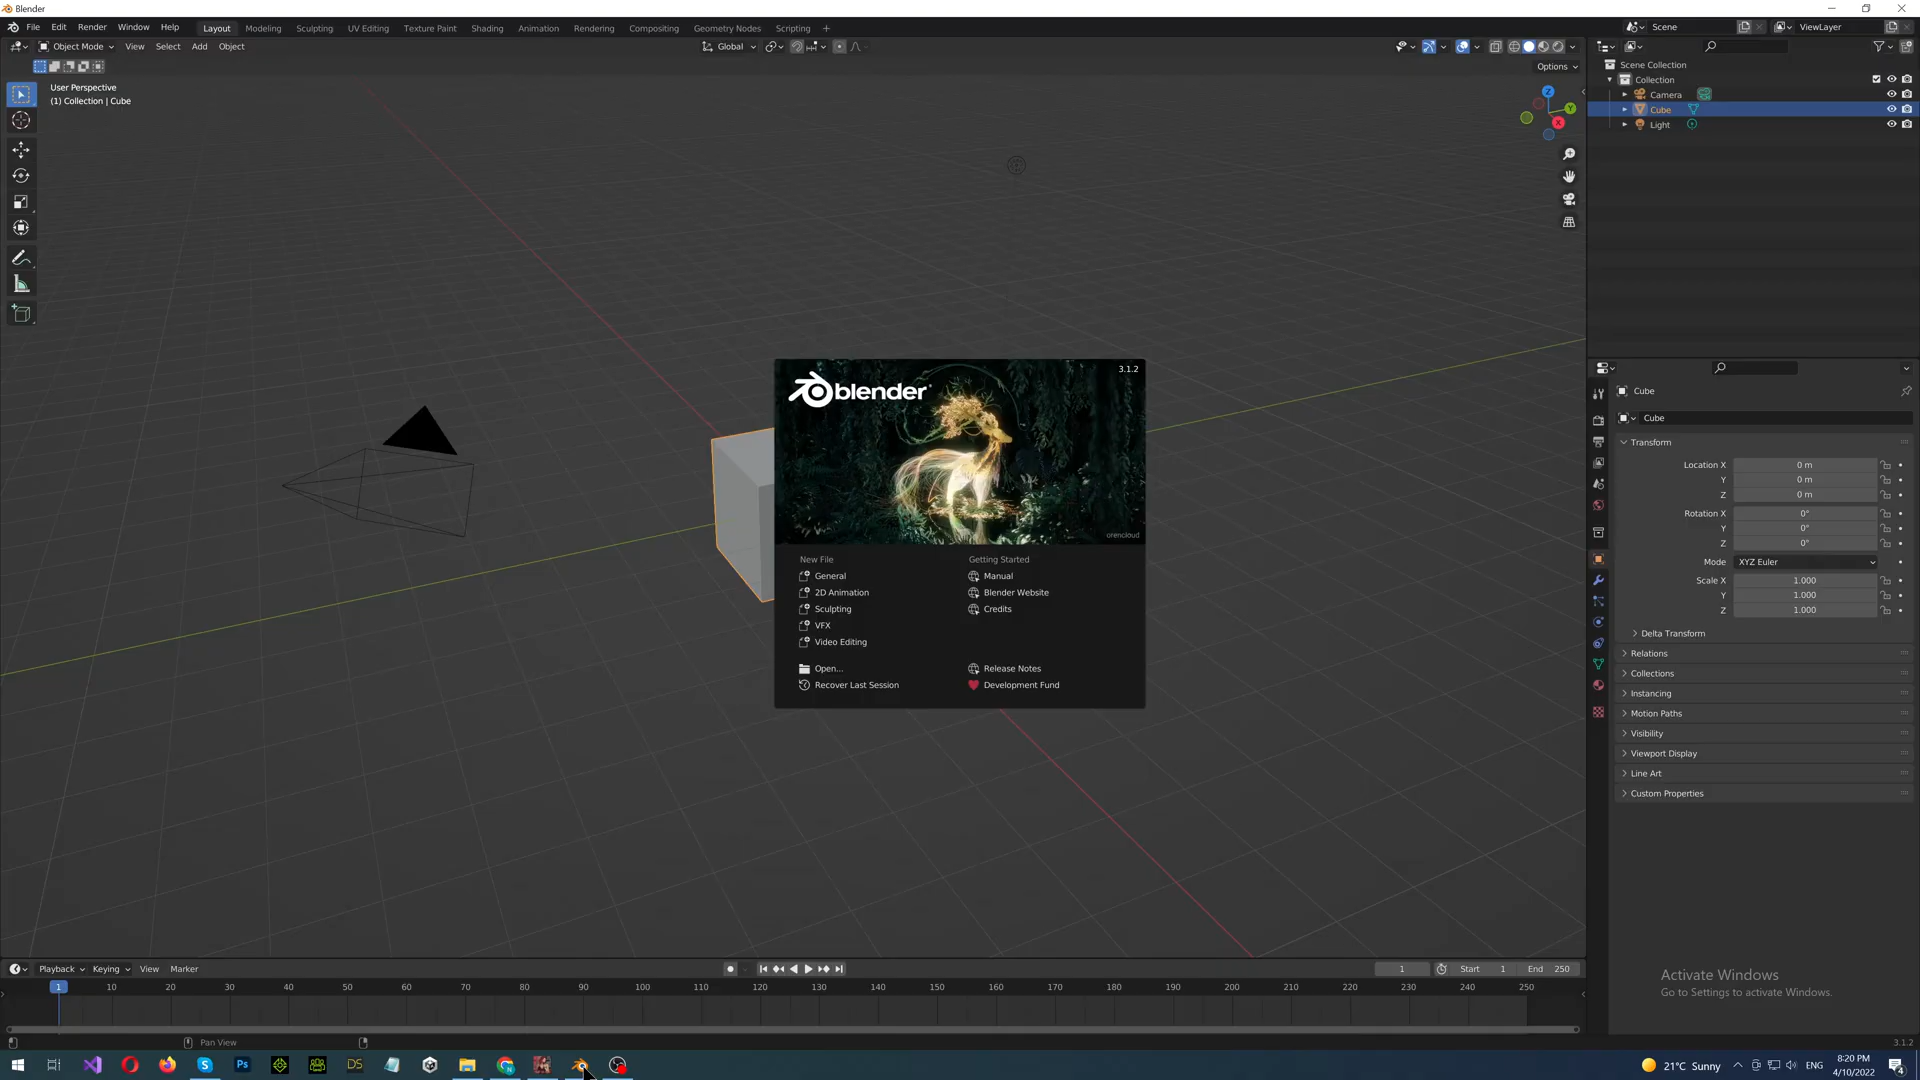 Blender
File Edit Render Window Help Layout Modeling Sculpting UV Editing Texture Paint Shading Animation Rendering Compositing Geometry Nodes Scripting + Scene ViewLayer
Object Mode View Select Add Object Global
Options
User Perspective
(1) Collection | Cube
Z
Y
X
Scene Collection
Collection
Camera
Cube
Light
blender
3.1.2
orencloud
New File
General
2D Animation
Sculpting
VFX
Video Editing
Open...
Recover Last Session
Getting Started
Manual
Blender Website
Credits
Release Notes
Development Fund
Cube
Cube
Transform
Location X 0 m
Y 0 m
Z 0 m
Rotation X 0°
Y 0°
Z 0°
Mode XYZ Euler
Scale X 1.000
Y 1.000
Z 1.000
Delta Transform
Relations
Collections
Instancing
Motion Paths
Visibility
Viewport Display
Line Art
Custom Properties
Activate Windows
Go to Settings to activate Windows.
Playback Keying View Marker 1 Start 1 End 250
1 10 20 30 40 50 60 70 80 90 100 110 120 130 140 150 160 170 180 190 200 210 220 230 240 250
Pan View 3.1.2
Ps DS 21°C Sunny ENG 8:20 PM
4/10/2022
4